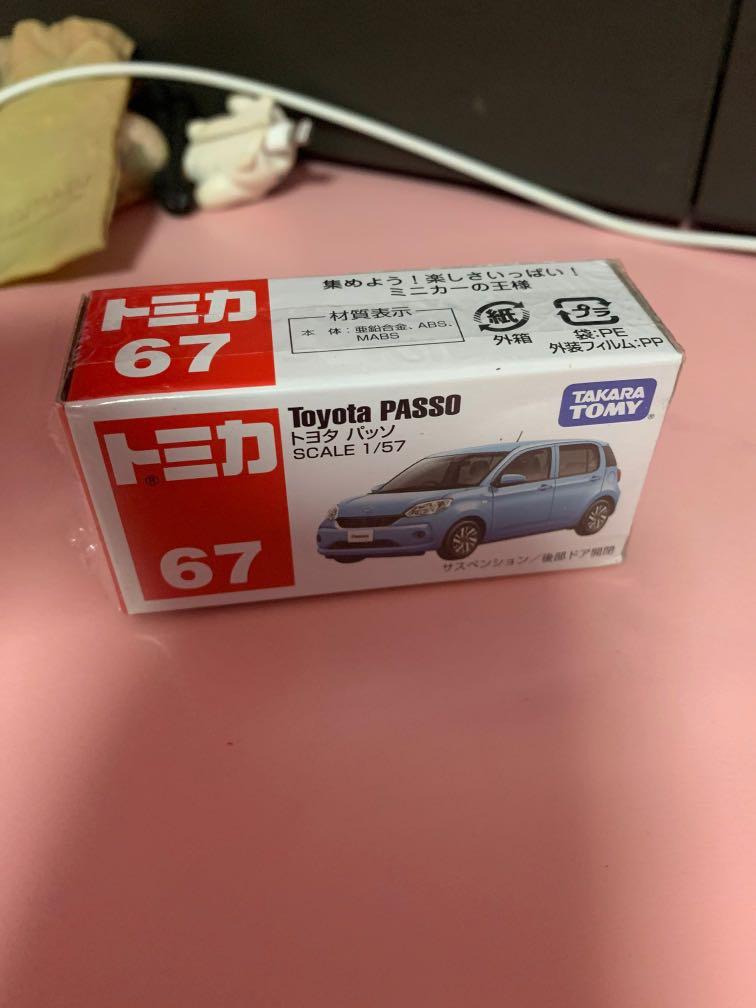 トミカ
67
集めよう!楽しさいっぱい!
ミニカーの王様
材質表示
本 体:亜鉛合金、ABS、
MABS
紙
外箱
プラ
袋:PE
外装フィルム:PP
トミカ®
67
Toyota PASSO
トヨタ パッソ
SCALE 1/57
TAKARA
TOMY®
サスペンション/後部ドア開閉